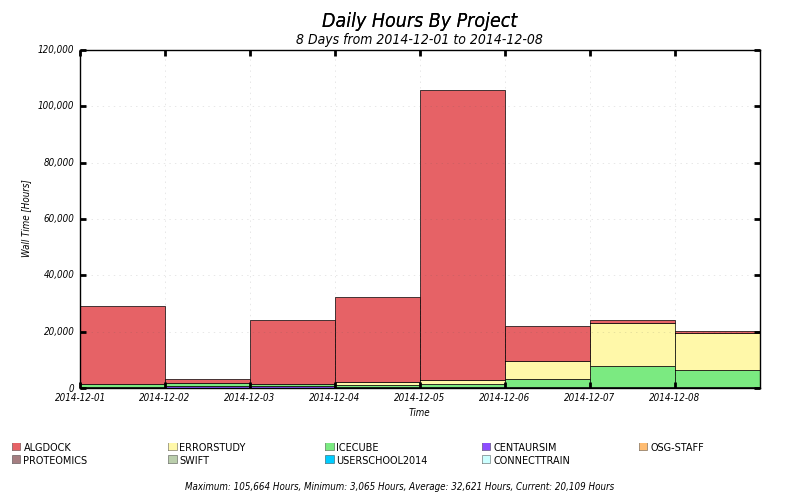 Daily Hours By Project
8 Days from 2014-12-01 to 2014-12-08
120,000
100,000
80,000
60,000
40,000
20,000
0
Wall Time [Hours]
2014-12-01 2014-12-02 2014-12-03 2014-12-04 2014-12-05 2014-12-06 2014-12-07 2014-12-08
Time
ALGDOCK ERRORSTUDY ICECUBE CENTAURSIM OSG-STAFF
PROTEOMICS SWIFT USERSCHOOL2014 CONNECTTRAIN
Maximum: 105,664 Hours, Minimum: 3,065 Hours, Average: 32,621 Hours, Current: 20,109 Hours